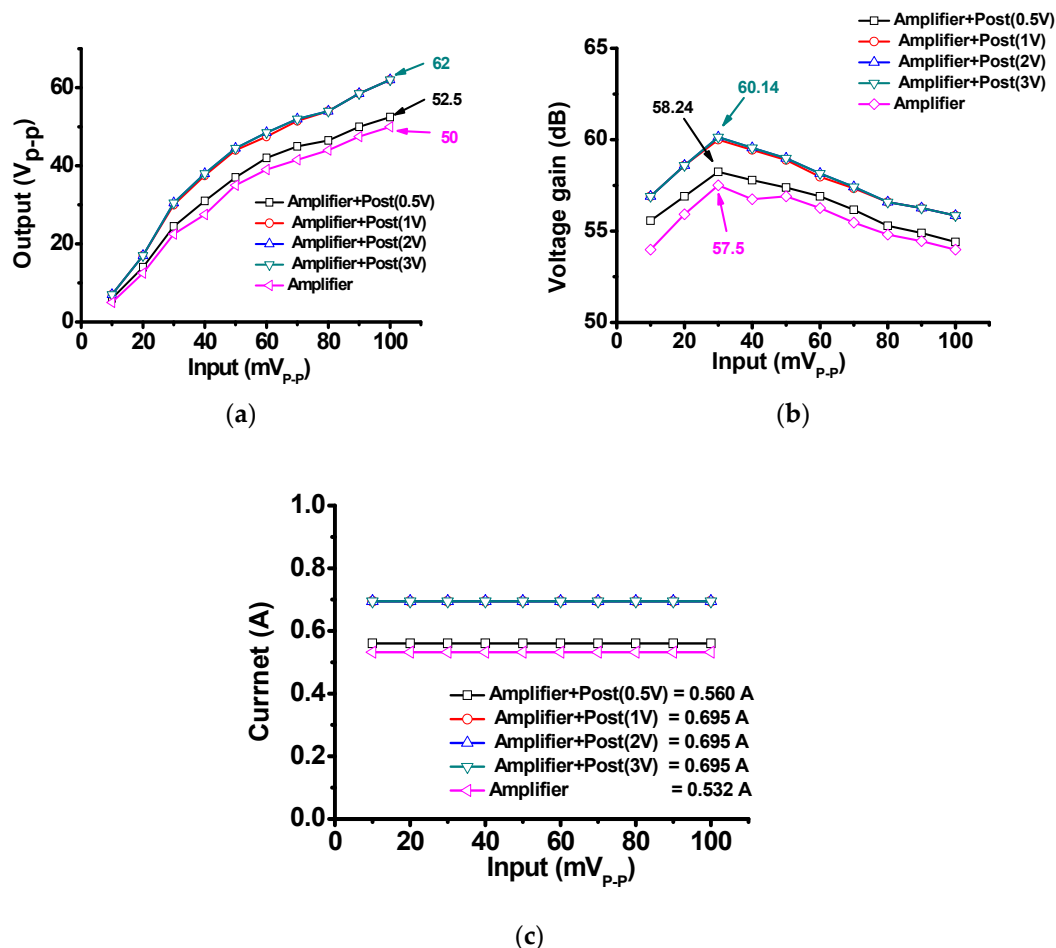 Output (Vp-p)
60
40
20
0
0 20 40 60 80 100
Input (mVP-P)
62
52.5
50
Amplifier+Post(0.5V)
Amplifier+Post(1V)
Amplifier+Post(2V)
Amplifier+Post(3V)
Amplifier
(a)
Amplifier+Post(0.5V)
Amplifier+Post(1V)
Amplifier+Post(2V)
Amplifier+Post(3V)
Amplifier
Voltage gain (dB)
65
60
55
50
0 20 40 60 80 100
Input (mVP-P)
60.14
58.24
57.5
(b)
Currnet (A)
1.0
0.8
0.6
0.4
0.2
0.0
0 20 40 60 80 100
Input (mVP-P)
Amplifier+Post(0.5V) = 0.560 A
Amplifier+Post(1V) = 0.695 A
Amplifier+Post(2V) = 0.695 A
Amplifier+Post(3V) = 0.695 A
Amplifier = 0.532 A
(c)